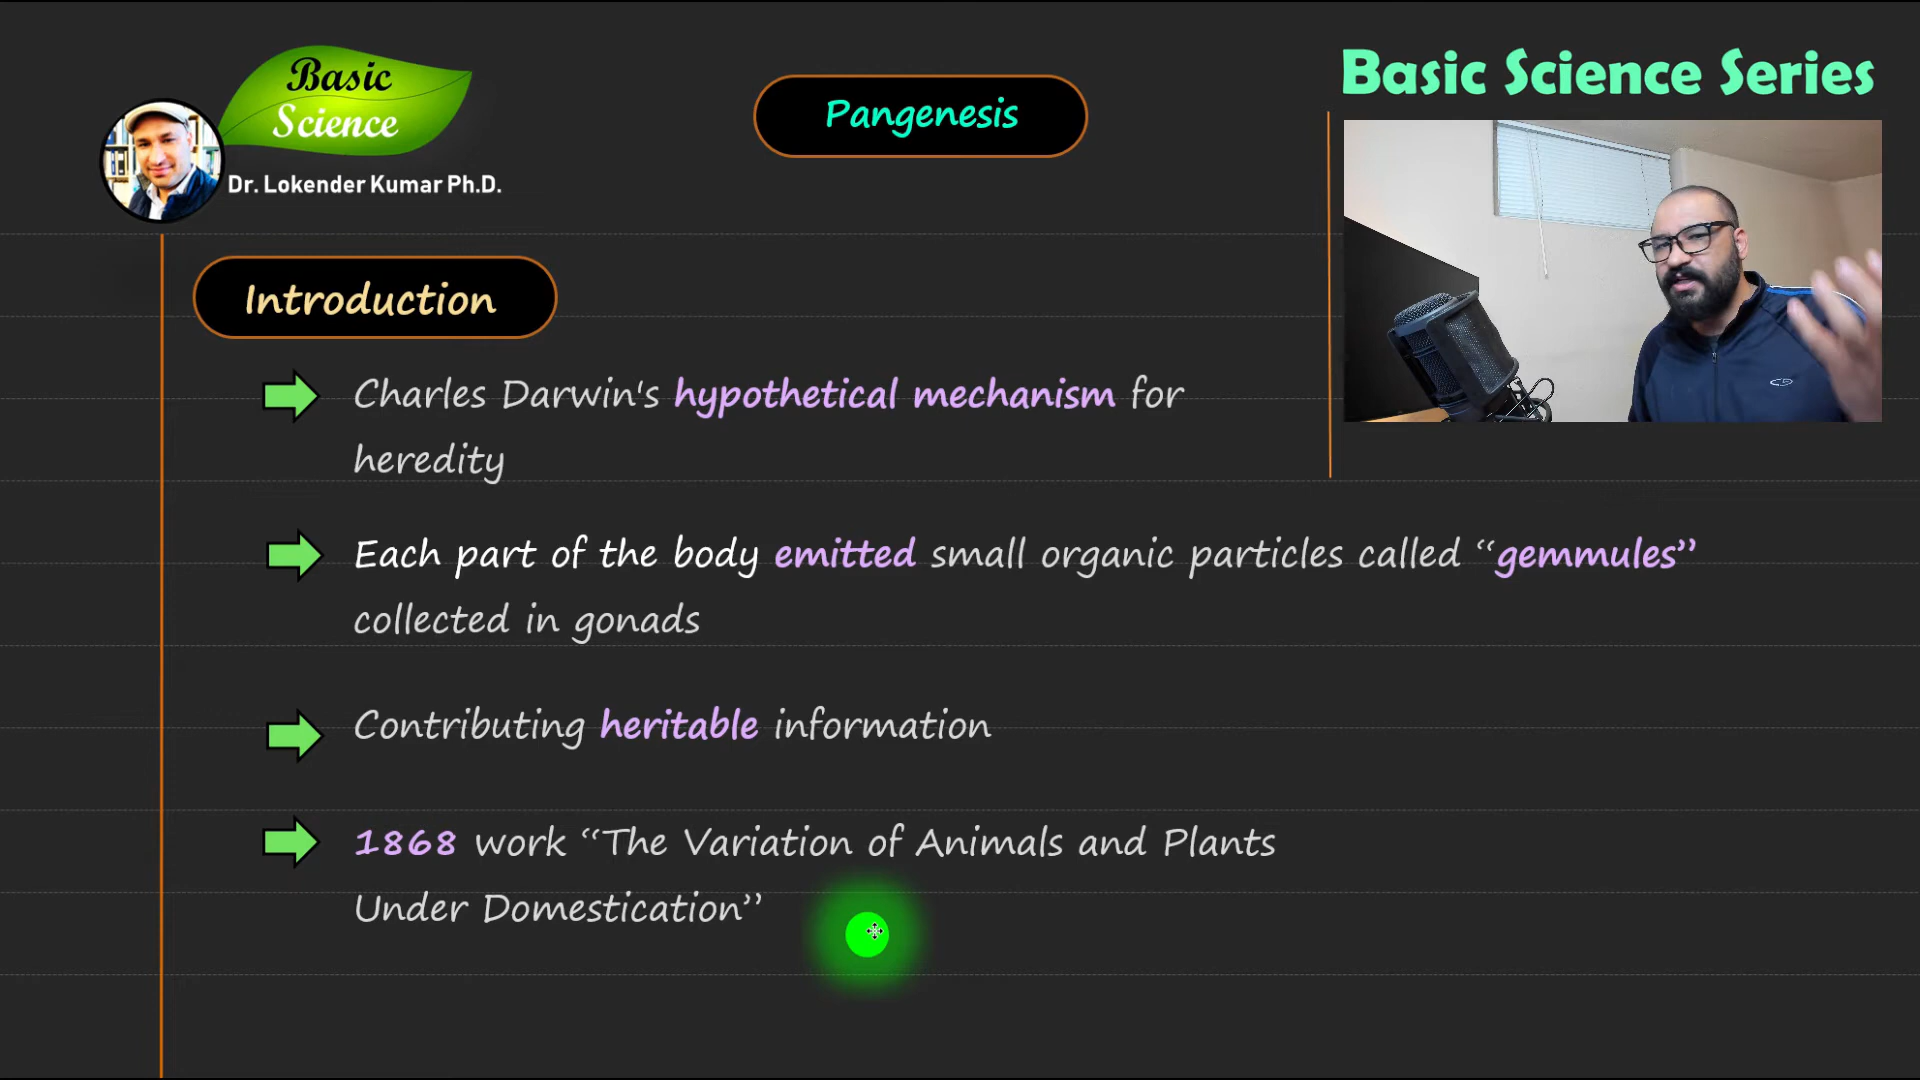 Basic
Science
Dr. Lokender Kumar Ph.D.
Pangenesis
Basic Science Series
Introduction
Charles Darwin's hypothetical mechanism for
heredity
Each part of the body emitted small organic particles called “gemmules”
collected in gonads
Contributing heritable information
1868 work “The Variation of Animals and Plants
Under Domestication”